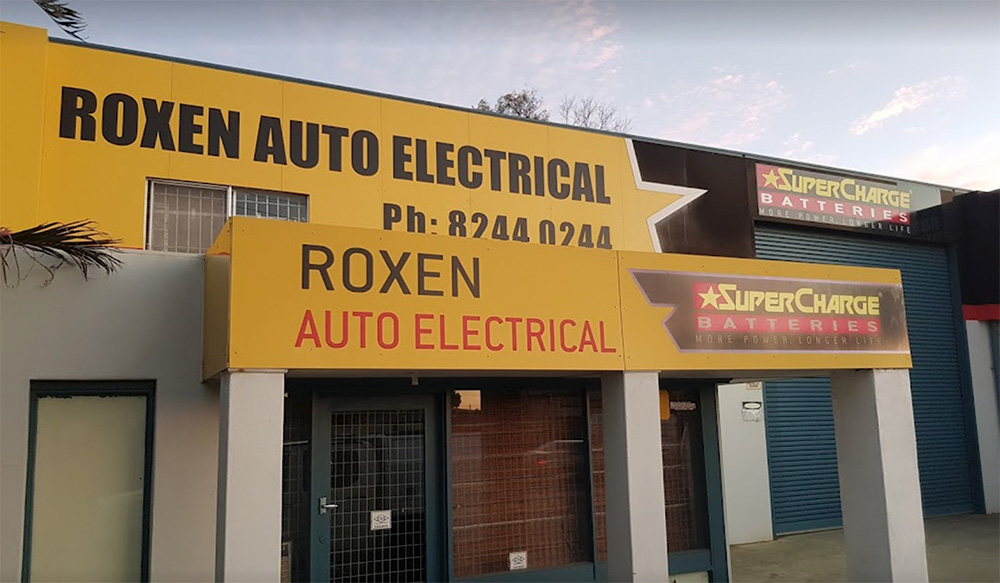 ROXEN AUTO ELECTRICAL
Ph: 8244 0244
SUPERCHARGE
BATTERIES
MORE POWER. LONGER LIFE
ROXEN
AUTO ELECTRICAL
SUPERCHARGE
BATTERIES
MORE POWER. LONGER LIFE